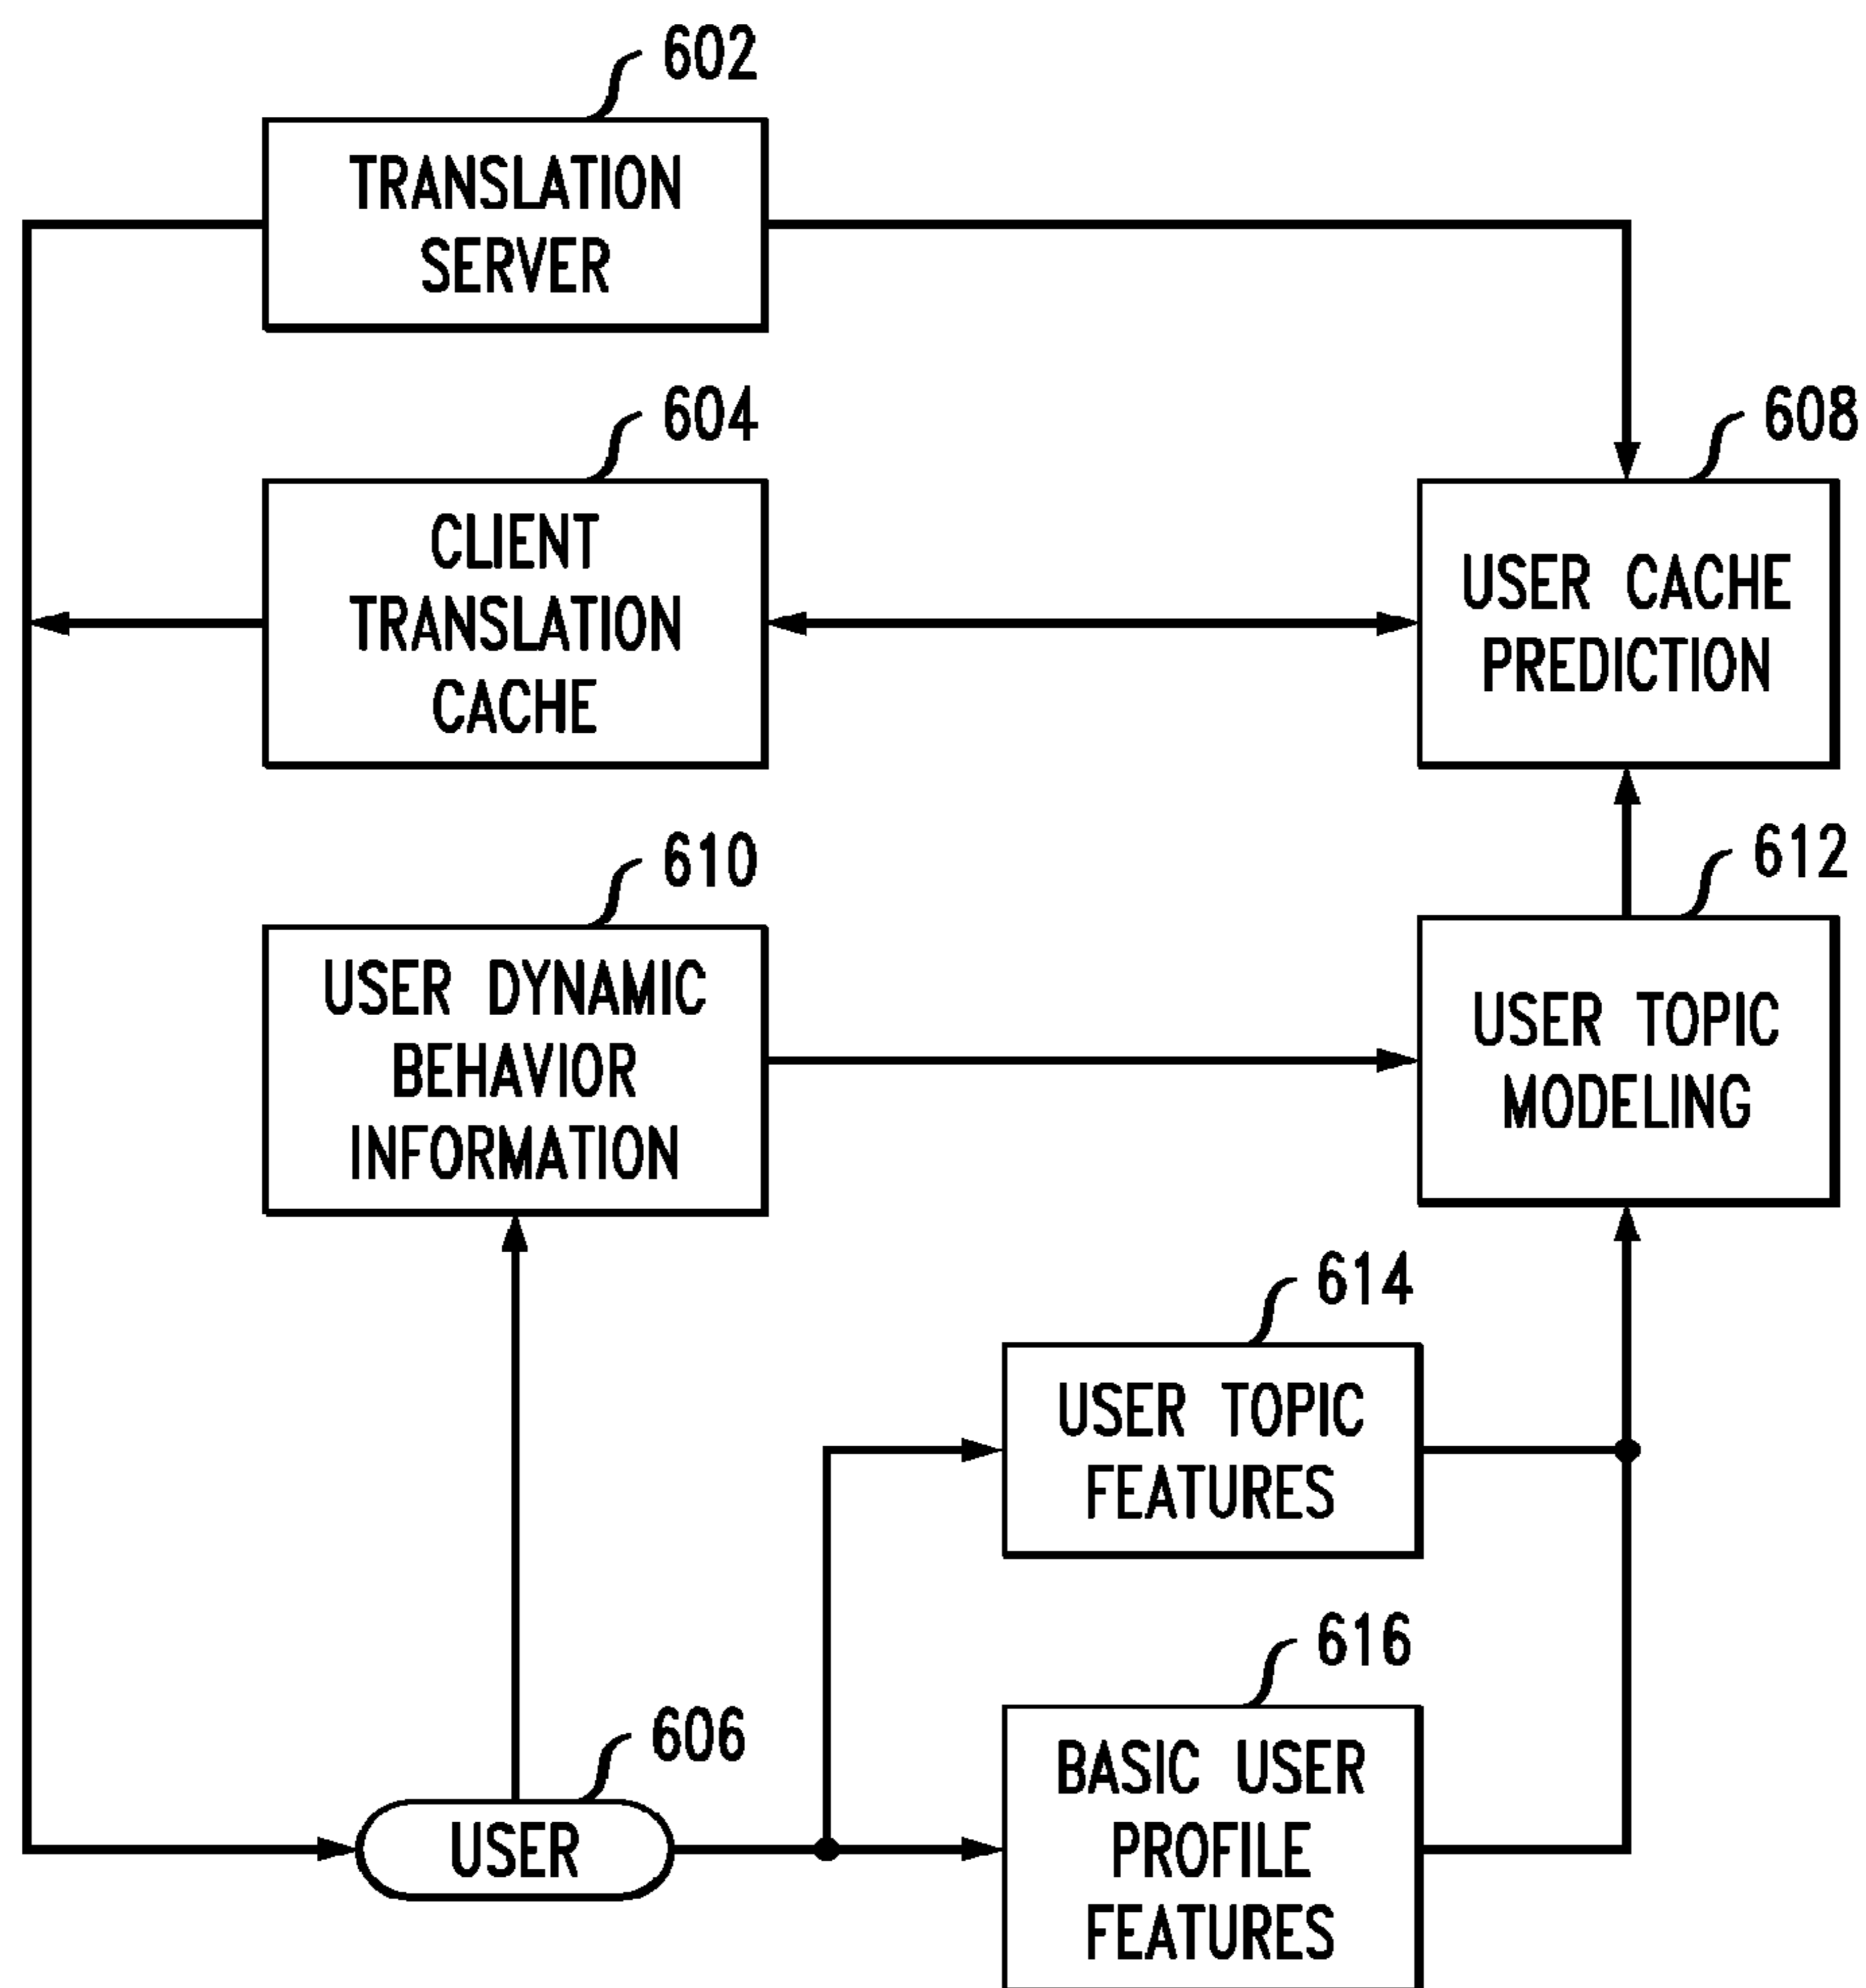 602
TRANSLATION
SERVER
604
CLIENT
TRANSLATION
CACHE
608
USER CACHE
PREDICTION
610
USER DYNAMIC
BEHAVIOR
INFORMATION
612
USER TOPIC
MODELING
614
USER TOPIC
FEATURES
606
USER
616
BASIC USER
PROFILE
FEATURES